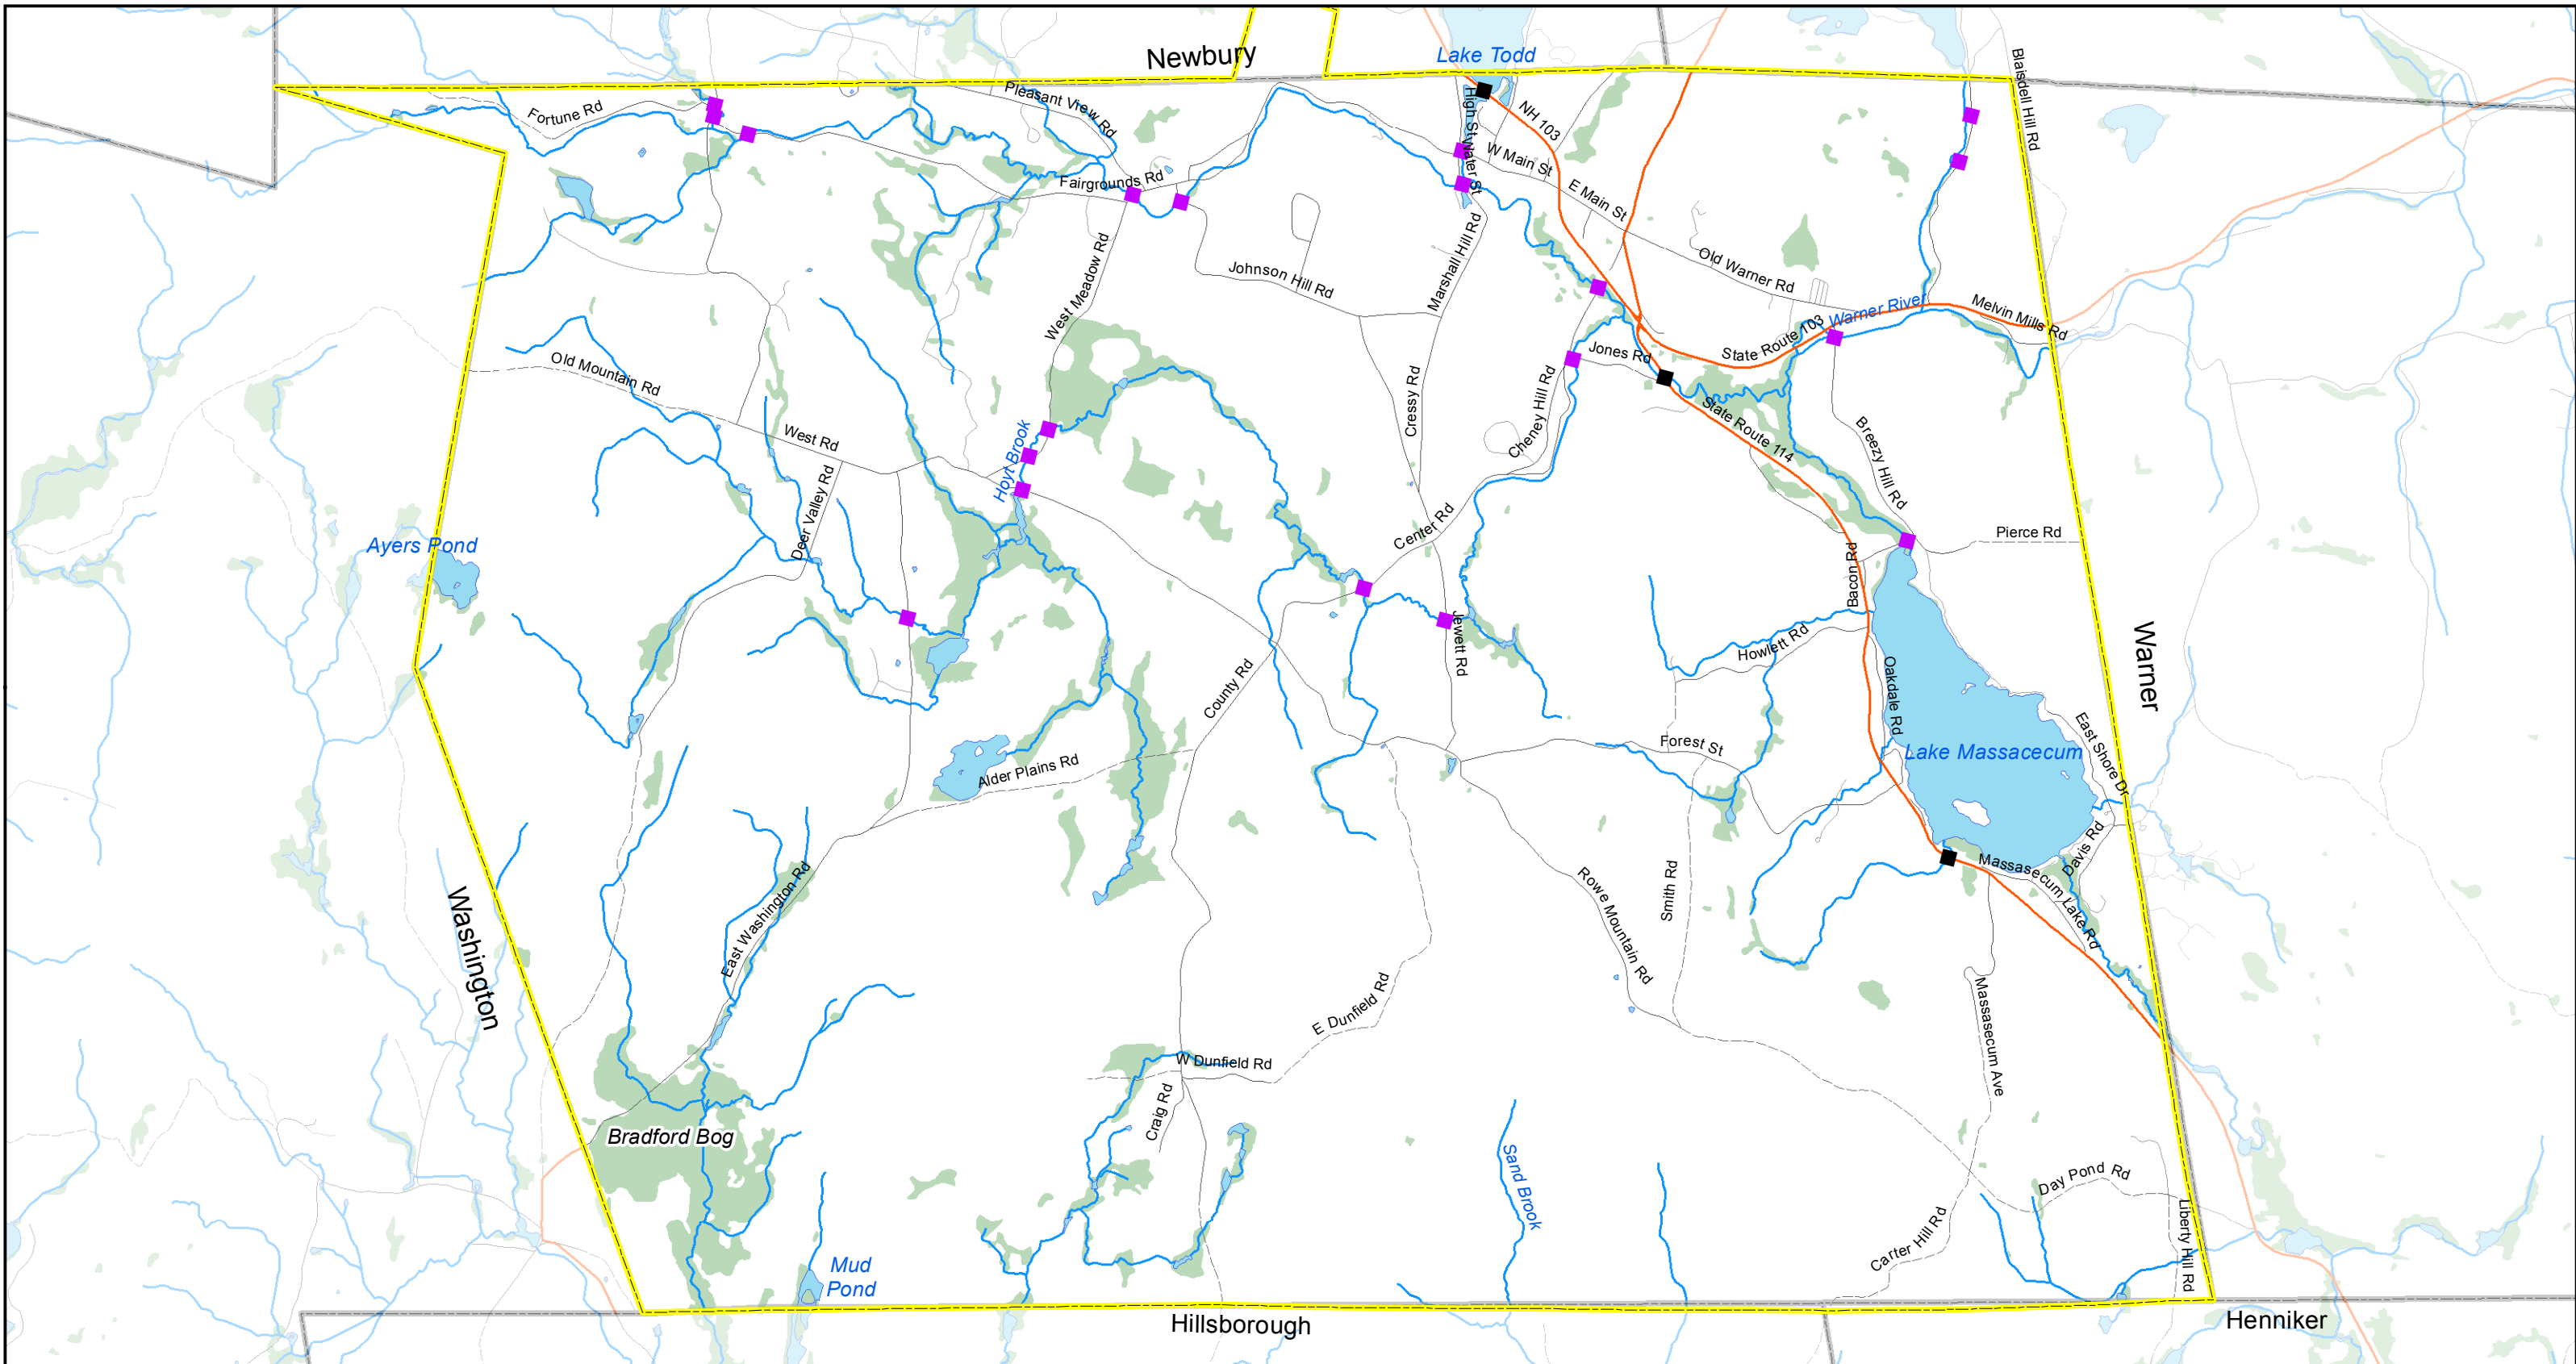 Newbury
Lake Todd
Blaisdell Hill Rd
Fortune Rd
Pleasant View Rd
High St
Water St
NH 103
W Main St
E Main St
Fairgrounds Rd
West Meadow Rd
Johnson Hill Rd
Marshall Hill Rd
Old Warner Rd
Warner River
Melvin Mills Rd
State Route 103
Old Mountain Rd
Jones Rd
Cressy Rd
Cheney Hill Rd
State Route 114
Breezy Hill Rd
West Rd
Hoyt Brook
Deer Valley Rd
Center Rd
Pierce Rd
Ayers Pond
Bacon Rd
Jewett Rd
Howlett Rd
Warner
County Rd
Oakdale Rd
Forest St
Lake Massacecum
East Shore Dr
Alder Plains Rd
Davis Rd
Massasecum Lake Rd
Rowe Mountain Rd
Smith Rd
East Washington Rd
Washington
E Dunfield Rd
Massasecum Ave
W Dunfield Rd
Craig Rd
Bradford Bog
Sand Brook
Day Pond Rd
Carter Hill Rd
Liberty Hill Rd
Mud
Pond
Hillsborough
Henniker